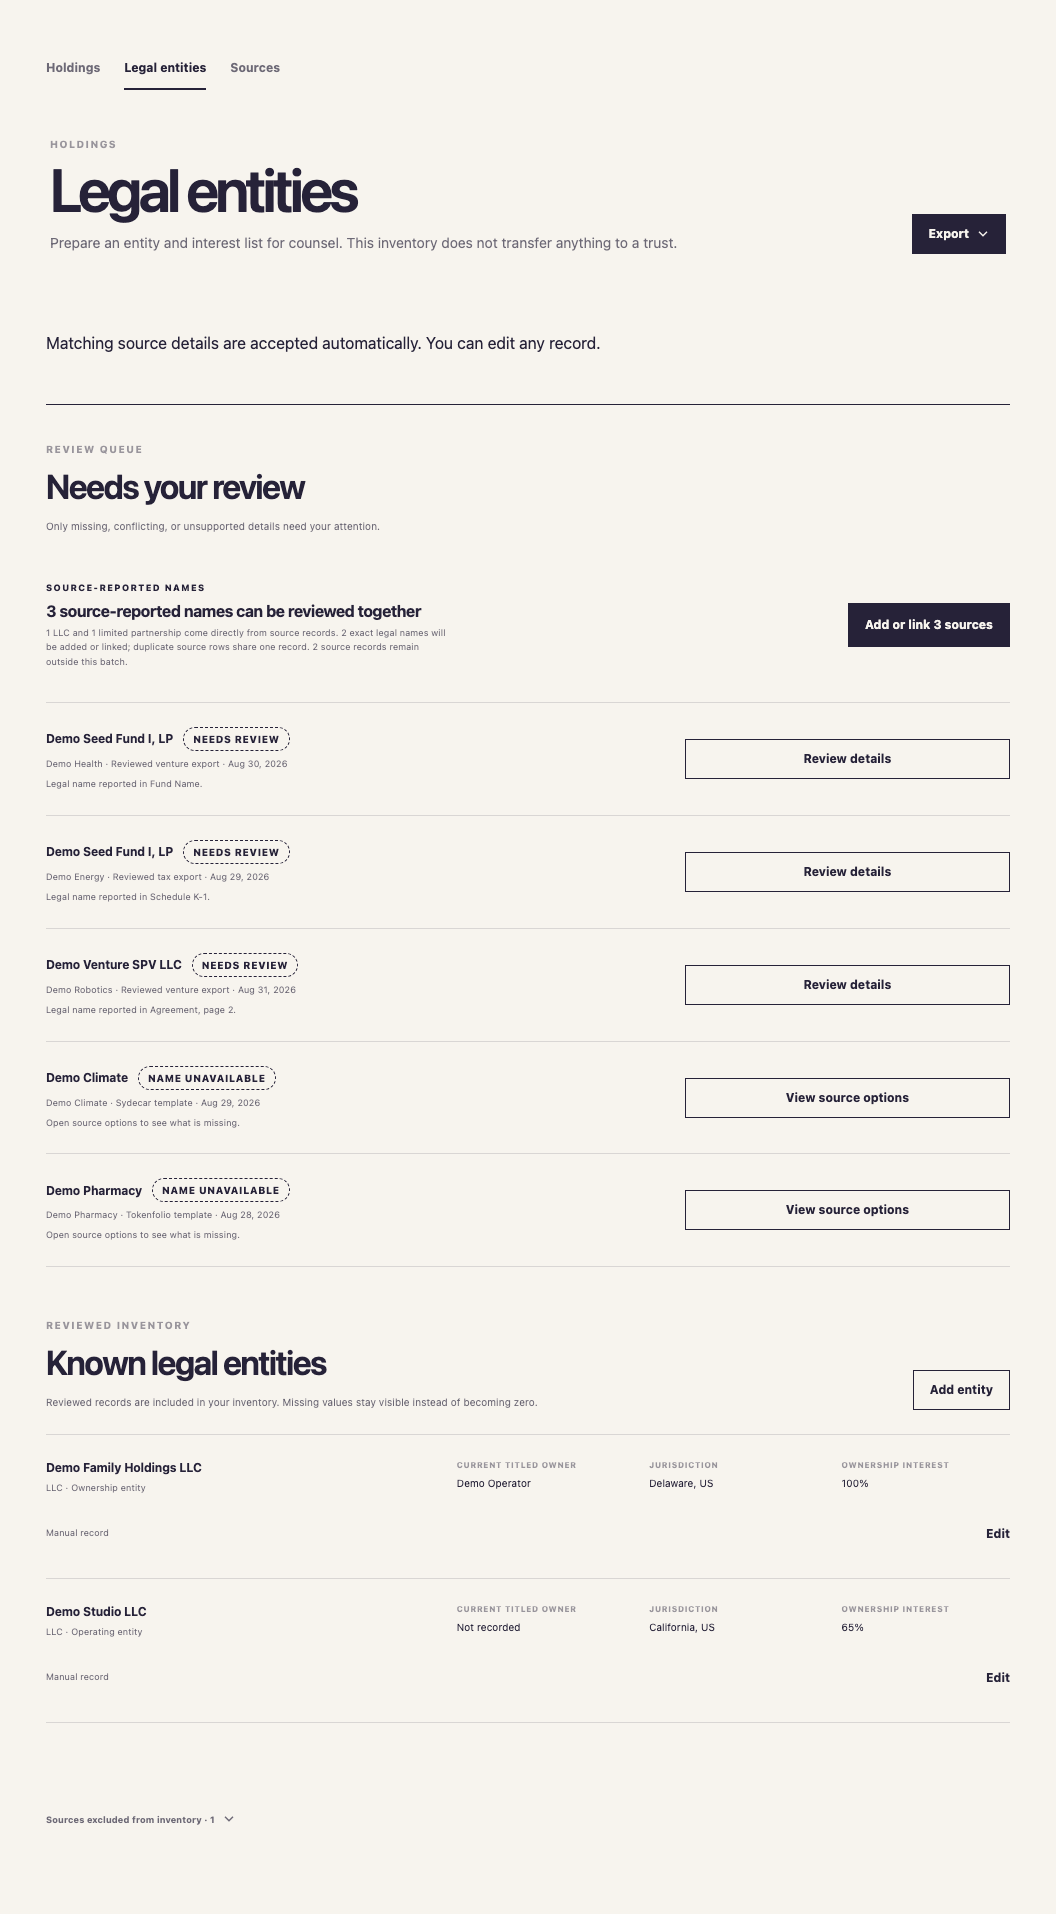 Holdings Legal entities Sources
HOLDINGS
Legal entities
Prepare an entity and interest list for counsel. This inventory does not transfer anything to a trust.
Export
Matching source details are accepted automatically. You can edit any record.
REVIEW QUEUE
Needs your review
Only missing, conflicting, or unsupported details need your attention.
SOURCE-REPORTED NAMES
3 source-reported names can be reviewed together
1 LLC and 1 limited partnership come directly from source records. 2 exact legal names will
be added or linked; duplicate source rows share one record. 2 source records remain
outside this batch.
Add or link 3 sources
Demo Seed Fund I, LP NEEDS REVIEW
Demo Health · Reviewed venture export · Aug 30, 2026
Legal name reported in Fund Name.
Review details
Demo Seed Fund I, LP NEEDS REVIEW
Demo Energy · Reviewed tax export · Aug 29, 2026
Legal name reported in Schedule K-1.
Review details
Demo Venture SPV LLC NEEDS REVIEW
Demo Robotics · Reviewed venture export · Aug 31, 2026
Legal name reported in Agreement, page 2.
Review details
Demo Climate NAME UNAVAILABLE
Demo Climate · Sydecar template · Aug 29, 2026
Open source options to see what is missing.
View source options
Demo Pharmacy NAME UNAVAILABLE
Demo Pharmacy · Tokenfolio template · Aug 28, 2026
Open source options to see what is missing.
View source options
REVIEWED INVENTORY
Known legal entities
Reviewed records are included in your inventory. Missing values stay visible instead of becoming zero.
Add entity
Demo Family Holdings LLC
LLC · Ownership entity
CURRENT TITLED OWNER JURISDICTION OWNERSHIP INTEREST
Demo Operator Delaware, US 100%
Manual record
Edit
Demo Studio LLC
LLC · Operating entity
CURRENT TITLED OWNER JURISDICTION OWNERSHIP INTEREST
Not recorded California, US 65%
Manual record
Edit
Sources excluded from inventory · 1